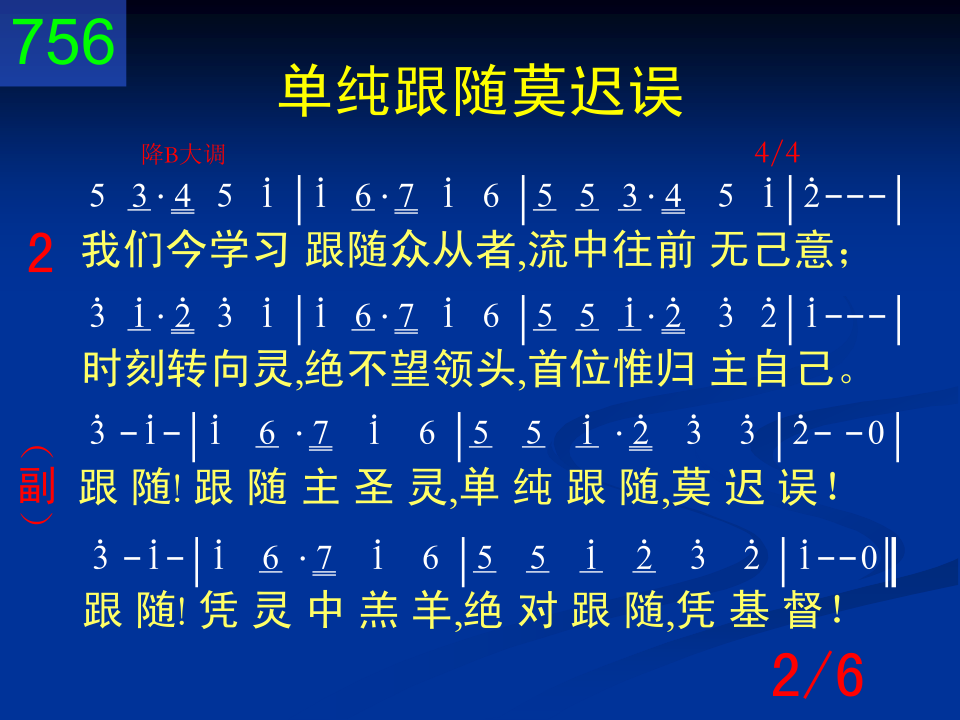 756
单纯跟随莫迟误
降B大调 4/4
5 3·4 5 i | i 6·7 i 6 | 5 5 3·4 5 i | 2̇--- |
2 我们今学习 跟随众从者,流中往前 无己意;
3̇ i·2̇ 3̇ i | i 6·7 i 6 | 5 5 i·2̇ 3̇ 2̇ | i--- |
时刻转向灵,绝不望领头,首位惟归 主自己。
3̇ - i - | i 6 ·7 i 6 | 5 5 i ·2̇ 3̇ 3̇ | 2̇- -0 |
(副) 跟 随! 跟 随 主 圣 灵,单 纯 跟 随,莫 迟 误!
3̇ - i - | i 6 ·7 i 6 | 5 5 i 2̇ 3̇ 2̇ | i--0 ‖
跟 随! 凭 灵 中 羔 羊,绝 对 跟 随,凭 基 督!
2/6